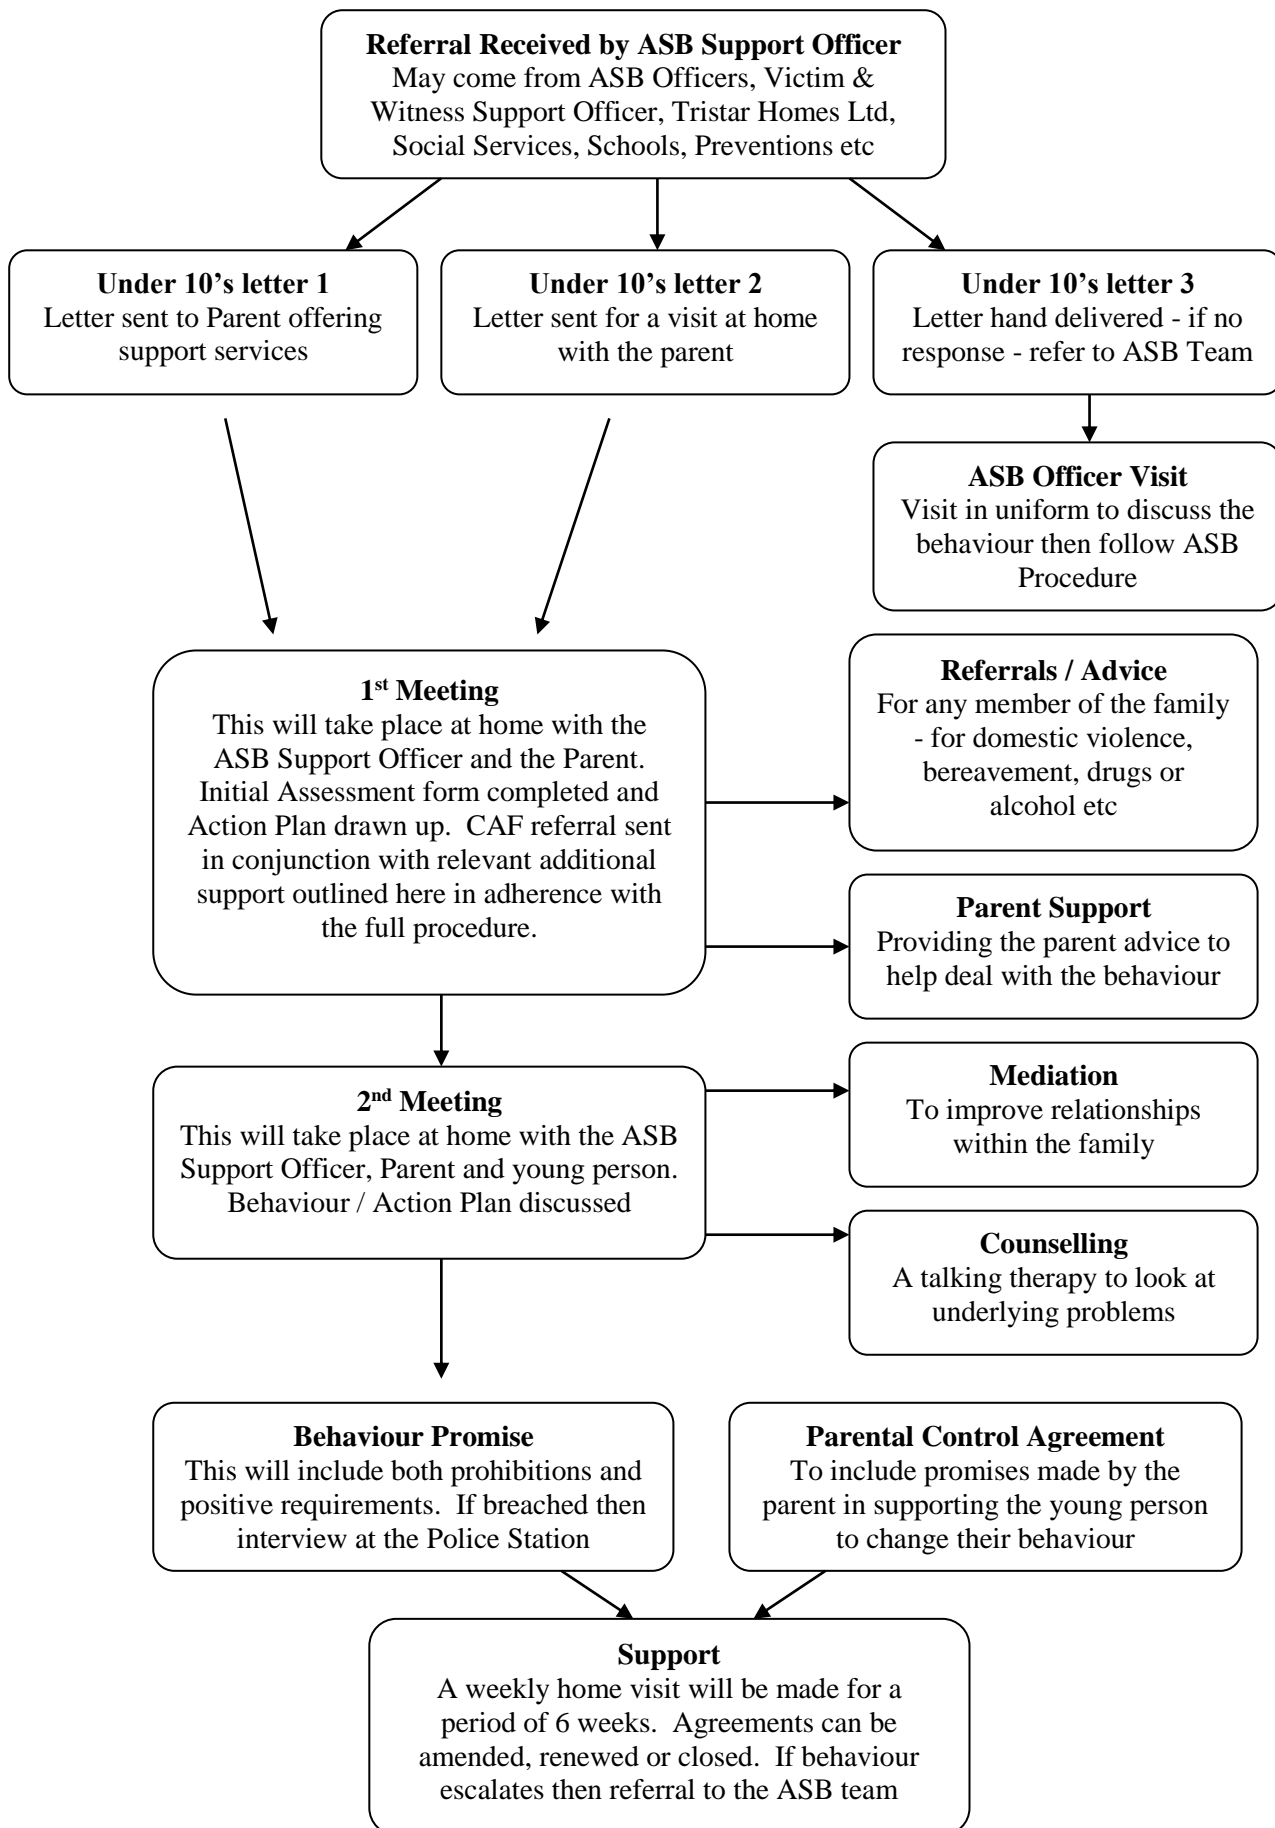 Referral Received by ASB Support Officer
May come from ASB Officers, Victim &
Witness Support Officer, Tristar Homes Ltd,
Social Services, Schools, Preventions etc
Under 10’s letter 1
Letter sent to Parent offering
support services
Under 10’s letter 2
Letter sent for a visit at home
with the parent
Under 10’s letter 3
Letter hand delivered - if no
response - refer to ASB Team
ASB Officer Visit
Visit in uniform to discuss the
behaviour then follow ASB
Procedure
1st Meeting
This will take place at home with the
ASB Support Officer and the Parent.
Initial Assessment form completed and
Action Plan drawn up.  CAF referral sent
in conjunction with relevant additional
support outlined here in adherence with
the full procedure.
Referrals / Advice
For any member of the family
- for domestic violence,
bereavement, drugs or
alcohol etc
Parent Support
Providing the parent advice to
help deal with the behaviour
2nd Meeting
This will take place at home with the ASB
Support Officer, Parent and young person.
Behaviour / Action Plan discussed
Mediation
To improve relationships
within the family
Counselling
A talking therapy to look at
underlying problems
Behaviour Promise
This will include both prohibitions and
positive requirements.  If breached then
interview at the Police Station
Parental Control Agreement
To include promises made by the
parent in supporting the young person
to change their behaviour
Support
A weekly home visit will be made for a
period of 6 weeks.  Agreements can be
amended, renewed or closed.  If behaviour
escalates then referral to the ASB team